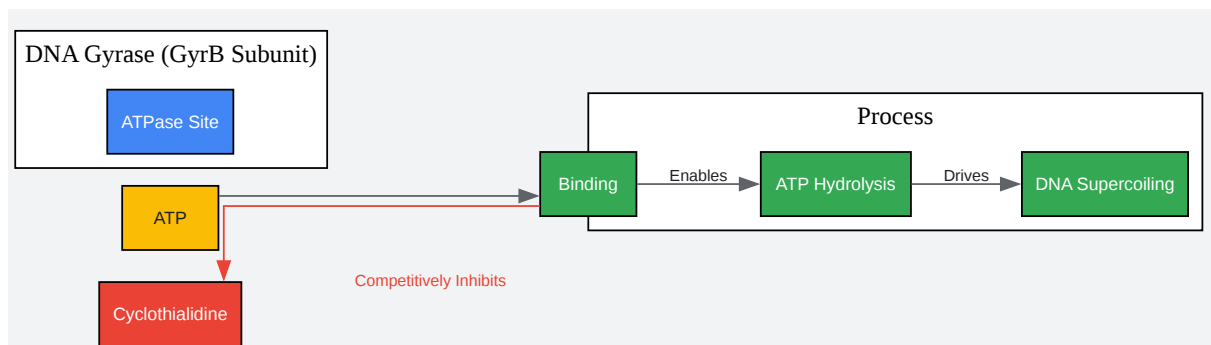 DNA Gyrase (GyrB Subunit)
ATPase Site
Process
Binding
Enables
ATP Hydrolysis
Drives
DNA Supercoiling
ATP
Competitively Inhibits
Cyclothialidine